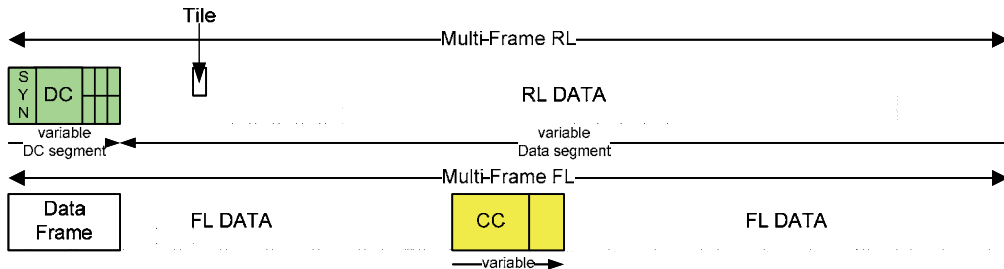 Tile
Multi-Frame RL
SYN
DC
RL DATA
variable
DC segment
variable
Data segment
Multi-Frame FL
Data
Frame
FL DATA
CC
FL DATA
variable